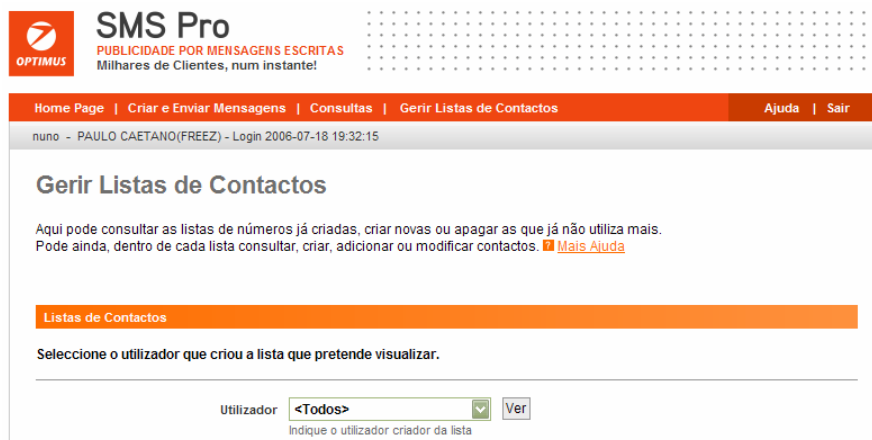 OPTIMUS
SMS Pro
PUBLICIDADE POR MENSAGENS ESCRITAS
Milhares de Clientes, num instante!
Home Page | Criar e Enviar Mensagens | Consultas | Gerir Listas de Contactos Ajuda | Sair
nuno - PAULO CAETANO(FREEZ) - Login 2006-07-18 19:32:15
Gerir Listas de Contactos
Aqui pode consultar as listas de números já criadas, criar novas ou apagar as que já não utiliza mais.
Pode ainda, dentro de cada lista consultar, criar, adicionar ou modificar contactos. ? Mais Ajuda
Listas de Contactos
Seleccione o utilizador que criou a lista que pretende visualizar.
Utilizador <Todos> Ver
Indique o utilizador criador da lista